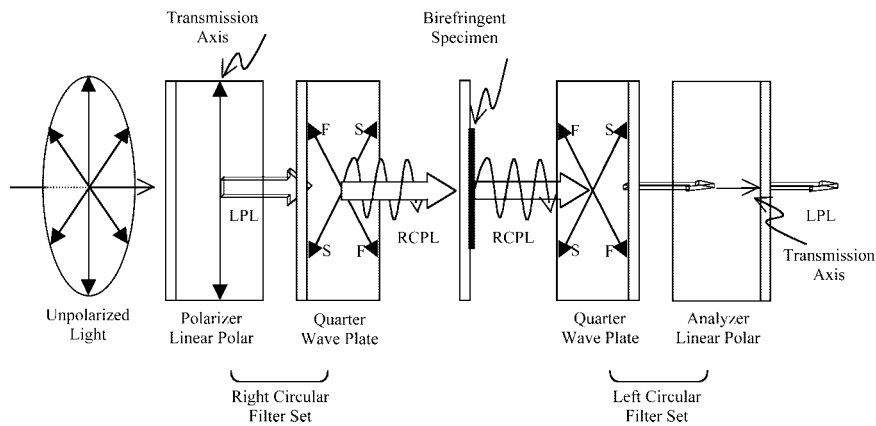 Transmission
Axis
Birefringent
Specimen
F
S
F
S
LPL
RCPL
RCPL
LPL
S
F
S
F
Transmission
Axis
Unpolarized
Light
Polarizer
Linear Polar
Quarter
Wave Plate
Quarter
Wave Plate
Analyzer
Linear Polar
Right Circular
Filter Set
Left Circular
Filter Set